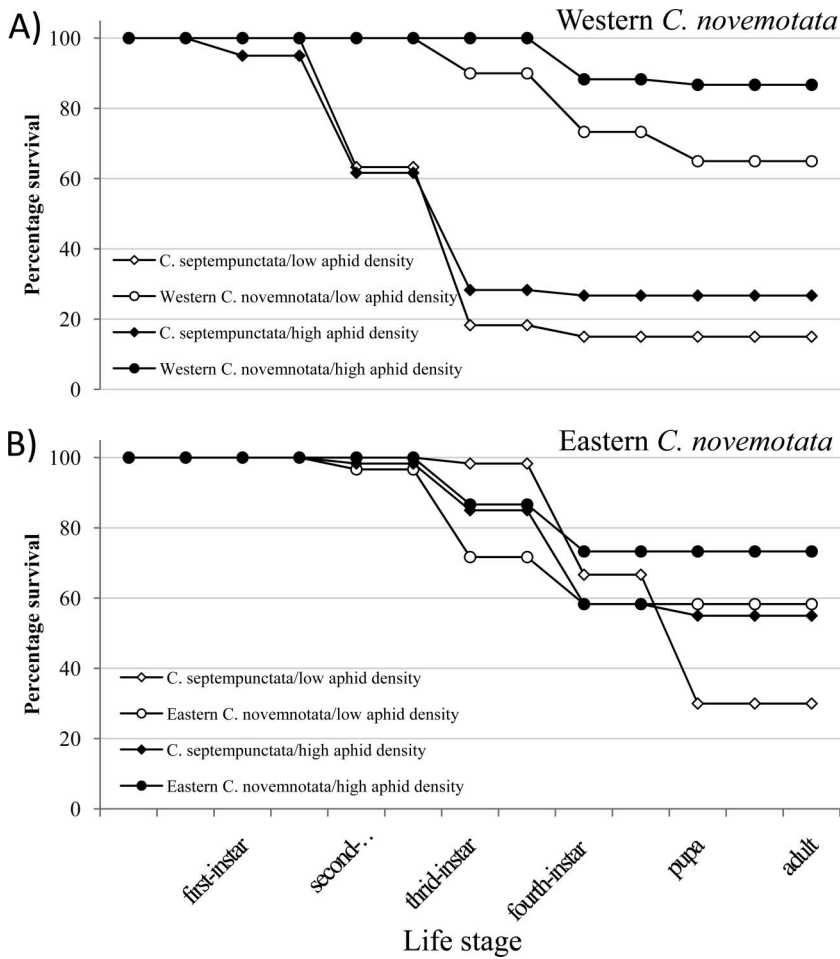 A)
Western C. novemotata
100
80
60
40
20
0
Percentage survival
C. septempunctata/low aphid density
Western C. novemnotata/low aphid density
C. septempunctata/high aphid density
Western C. novemnotata/high aphid density
B)
Eastern C. novemotata
100
80
60
40
20
0
Percentage survival
C. septempunctata/low aphid density
Eastern C. novemnotata/low aphid density
C. septempunctata/high aphid density
Eastern C. novemnotata/high aphid density
first-instar
second-..
thrid-instar
fourth-instar
pupa
adult
Life stage